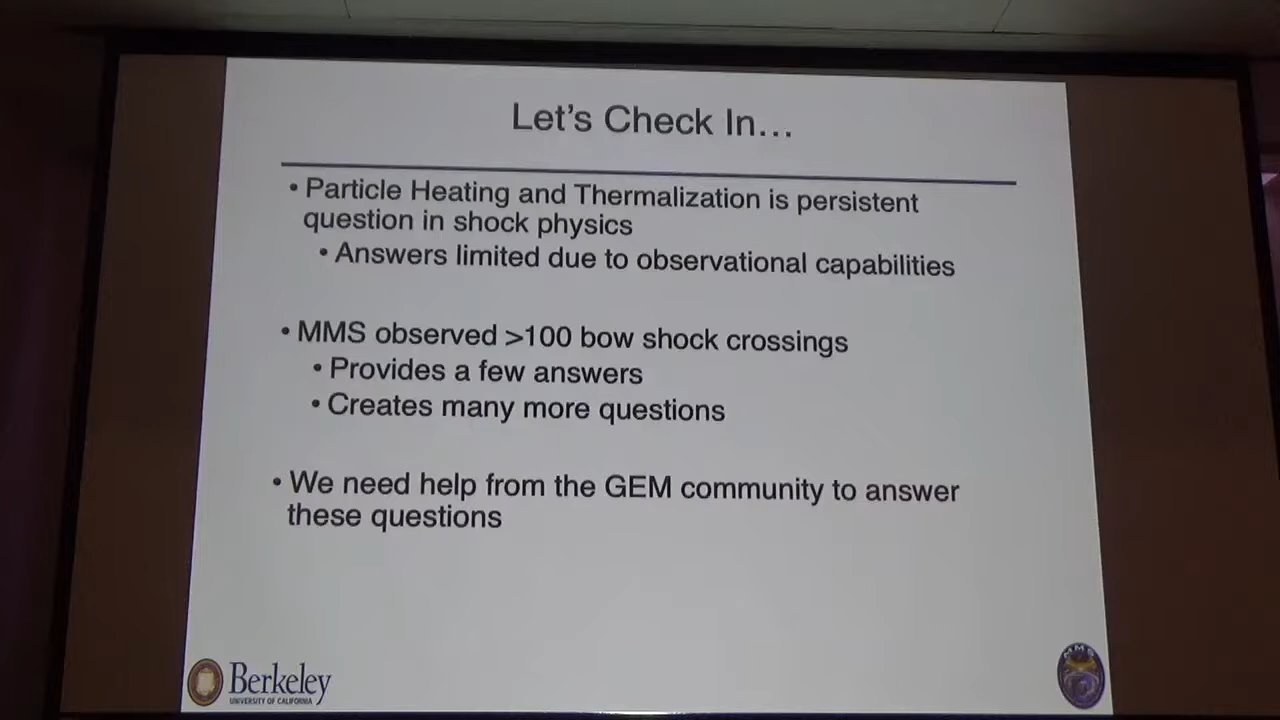 Let's Check In…
• Particle Heating and Thermalization is persistent
question in shock physics
• Answers limited due to observational capabilities
• MMS observed >100 bow shock crossings
• Provides a few answers
• Creates many more questions
• We need help from the GEM community to answer
these questions
Berkeley
UNIVERSITY OF CALIFORNIA
MMS